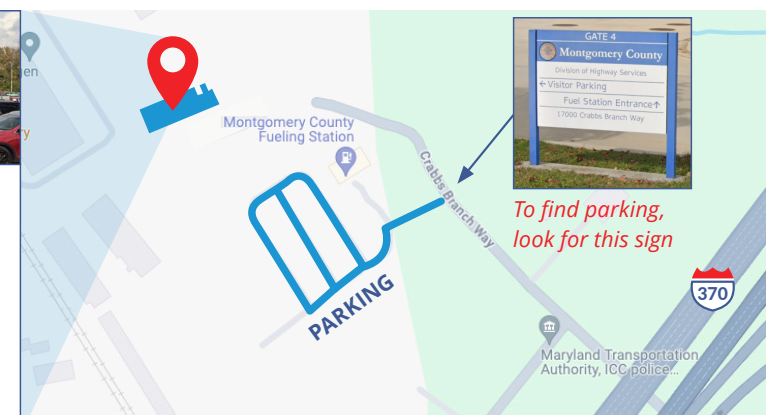 en
y
Montgomery County
Fueling Station
Crabbs Branch Way
PARKING
GATE 4
Montgomery County
Division of Highway Services
← Visitor Parking
Fuel Station Entrance ↑
17000 Crabbs Branch Way
To find parking,
look for this sign
370
Maryland Transportation
Authority, ICC police...